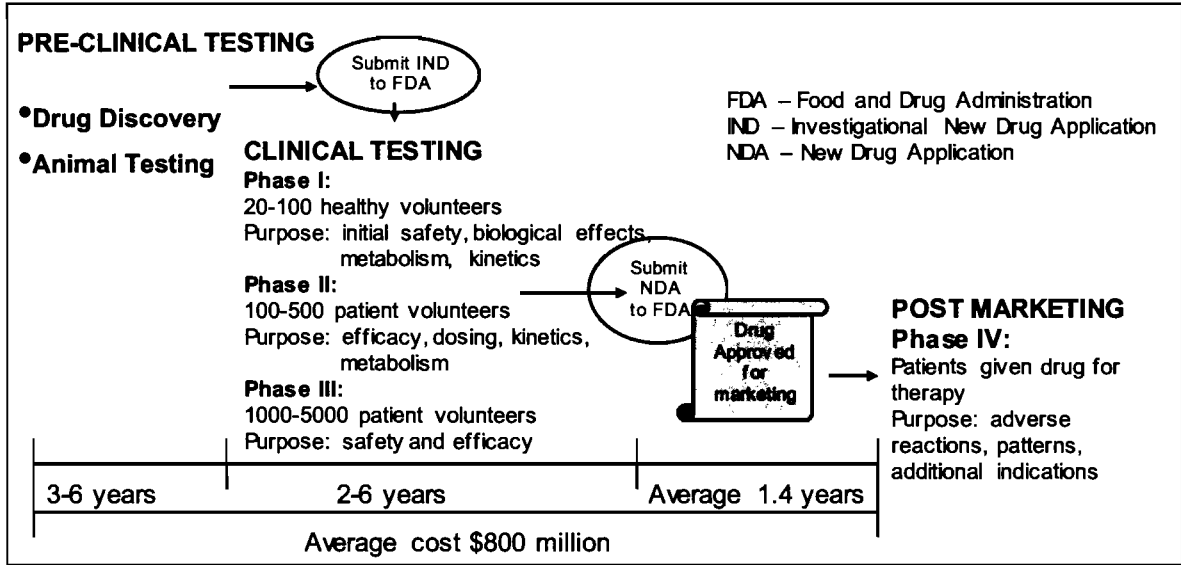 PRE-CLINICAL TESTING
•Drug Discovery
•Animal Testing
Submit IND
to FDA
FDA – Food and Drug Administration
IND – Investigational New Drug Application
NDA – New Drug Application
CLINICAL TESTING
Phase I:
20-100 healthy volunteers
Purpose: initial safety, biological effects,
metabolism, kinetics
Phase II:
100-500 patient volunteers
Purpose: efficacy, dosing, kinetics,
metabolism
Phase III:
1000-5000 patient volunteers
Purpose: safety and efficacy
Submit
NDA
to FDA
Drug
Approved
for
marketing
POST MARKETING
Phase IV:
Patients given drug for
therapy
Purpose: adverse
reactions, patterns,
additional indications
3-6 years
2-6 years
Average 1.4 years
Average cost $800 million